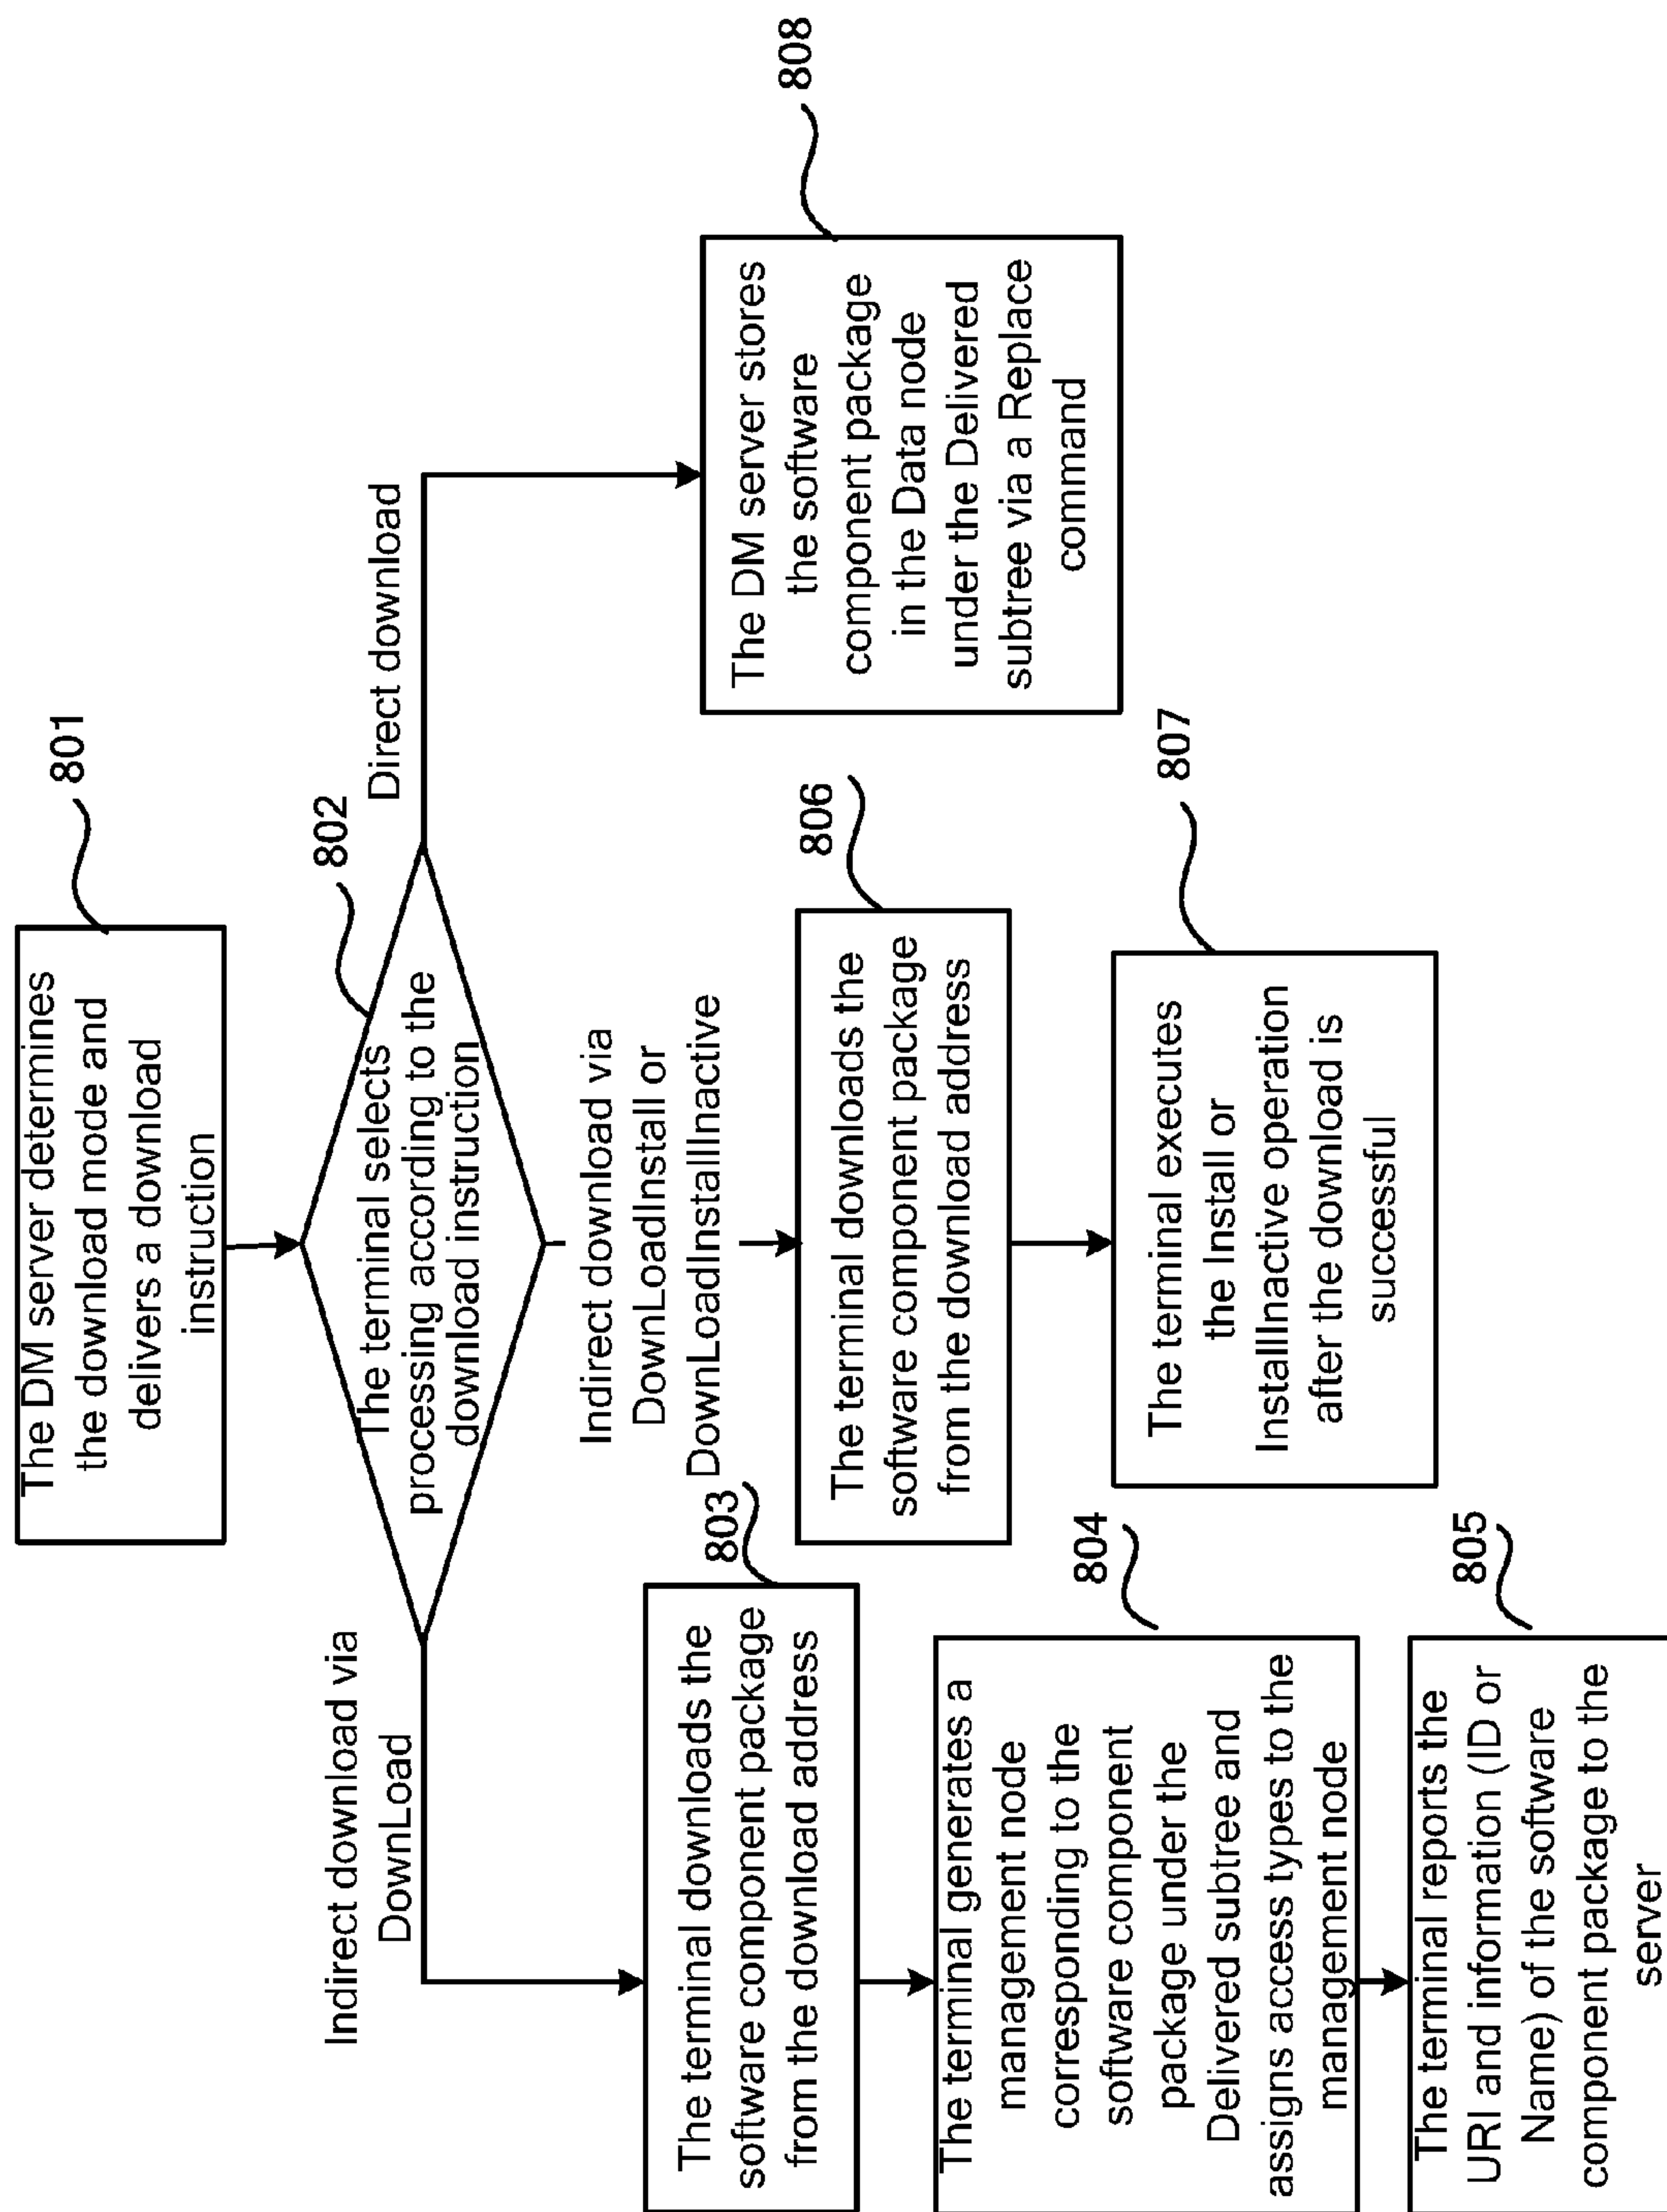 The DM server determines
the download mode and
delivers a download
instruction
801
802
The terminal selects
processing according to the
download instruction
Indirect download via
DownLoad
Indirect download via
DownLoadInstall or
DownLoadInstallInactive
Direct download
803
The terminal downloads the
software component package
from the download address
804
The terminal generates a
management node
corresponding to the
software component
package under the
Delivered subtree and
assigns access types to the
management node
805
The terminal reports the
URI and information (ID or
Name) of the software
component package to the
server
806
The terminal downloads the
software component package
from the download address
807
The terminal executes
the Install or
InstallInactive operation
after the download is
successful
808
The DM server stores
the software
component package
in the Data node
under the Delivered
subtree via a Replace
command